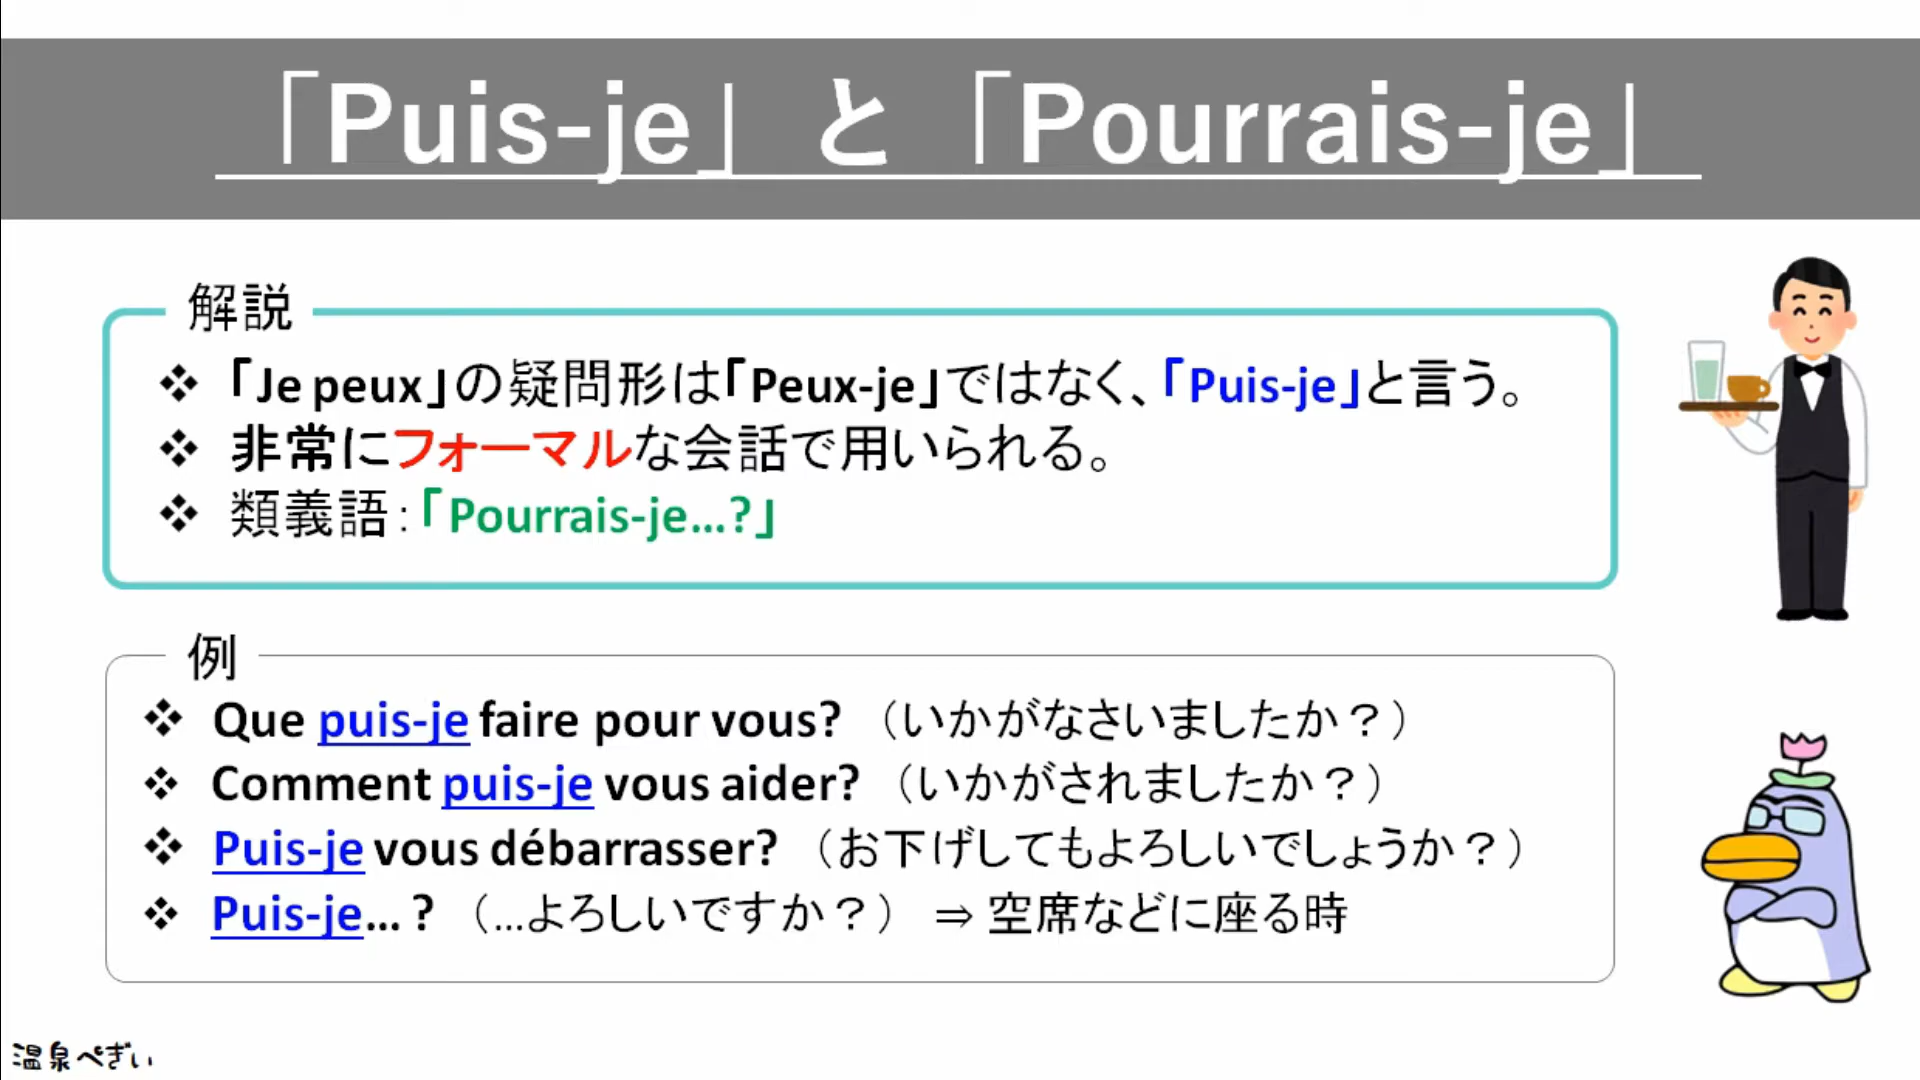 「Puis-je」 と 「Pourrais-je」
解説
❖ 「Je peux」の疑問形は「Peux-je」ではなく、「Puis-je」と言う。
❖ 非常にフォーマルな会話で用いられる。
❖ 類義語：「Pourrais-je...?」
例
❖ Que puis-je faire pour vous? （いかがなさいましたか？）
❖ Comment puis-je vous aider? （いかがされましたか？）
❖ Puis-je vous débarrasser? （お下げしてもよろしいでしょうか？）
❖ Puis-je... ? （...よろしいですか？） ⇒ 空席などに座る時
温泉ぺぎぃ